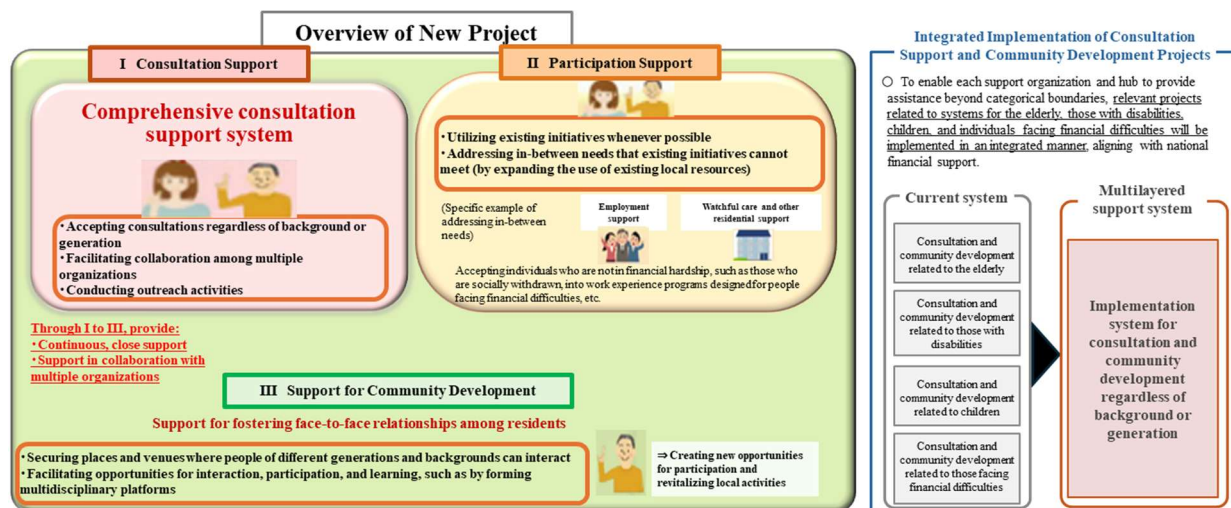 Overview of New Project
I Consultation Support
Comprehensive consultation
support system
・Accepting consultations regardless of background or
generation
・Facilitating collaboration among multiple
organizations
・Conducting outreach activities
II Participation Support
・Utilizing existing initiatives whenever possible
・Addressing in-between needs that existing initiatives cannot
meet (by expanding the use of existing local resources)
(Specific example of
addressing in-between
needs)
Employment
support
Watchful care and other
residential support
Accepting individuals who are not in financial hardship, such as those who
are socially withdrawn, into work experience programs designed for people
facing financial difficulties, etc.
Through I to III, provide:
・Continuous, close support
・Support in collaboration with
multiple organizations
III Support for Community Development
Support for fostering face-to-face relationships among residents
・Securing places and venues where people of different generations and backgrounds can interact
・Facilitating opportunities for interaction, participation, and learning, such as by forming
multidisciplinary platforms
⇒ Creating new opportunities
for participation and
revitalizing local activities
Integrated Implementation of Consultation
Support and Community Development Projects
○ To enable each support organization and hub to provide
assistance beyond categorical boundaries, relevant projects
related to systems for the elderly, those with disabilities,
children, and individuals facing financial difficulties will be
implemented in an integrated manner, aligning with national
financial support.
Current system
Consultation and
community development
related to the elderly
Consultation and
community development
related to those with
disabilities
Consultation and
community development
related to children
Consultation and
community development
related to those facing
financial difficulties
Multilayered
support system
Implementation
system for
consultation and
community
development
regardless of
background or
generation